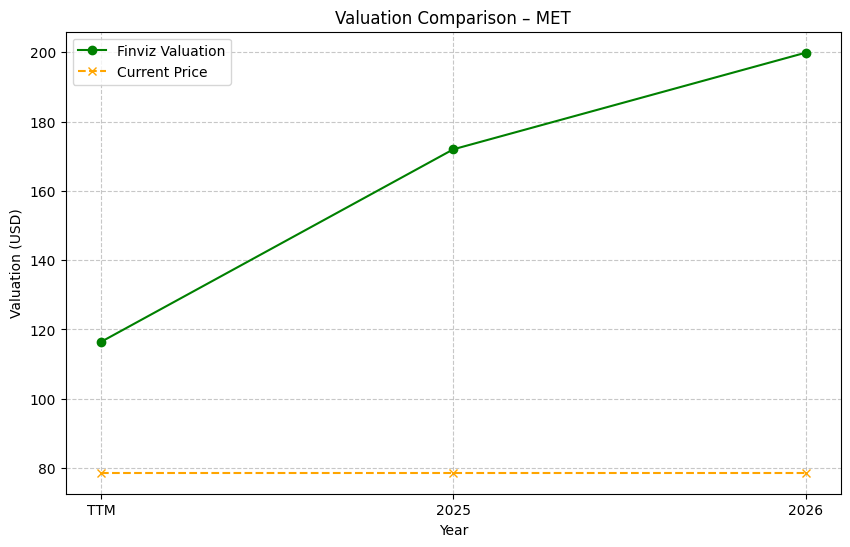 Valuation Comparison – MET
Finviz Valuation
Current Price
Valuation (USD)
200
180
160
140
120
100
80
TTM
2025
2026
Year